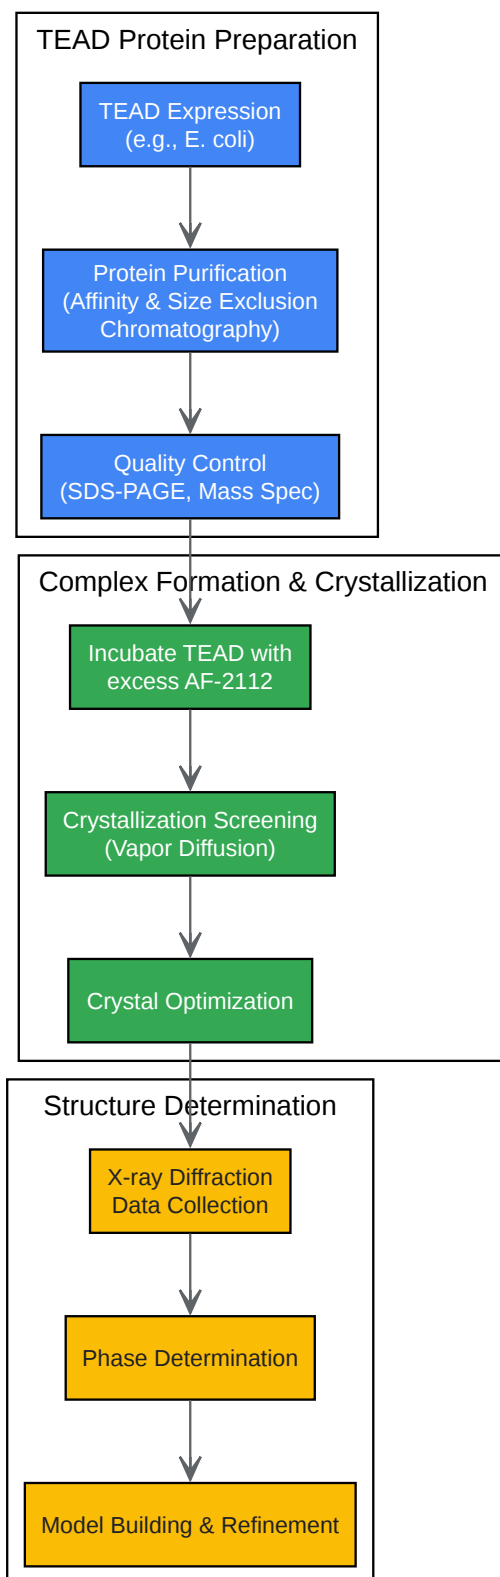 TEAD Protein Preparation
TEAD Expression
(e.g., E. coli)
Protein Purification
(Affinity & Size Exclusion
Chromatography)
Quality Control
(SDS-PAGE, Mass Spec)
Complex Formation & Crystallization
Incubate TEAD with
excess AF-2112
Crystallization Screening
(Vapor Diffusion)
Crystal Optimization
Structure Determination
X-ray Diffraction
Data Collection
Phase Determination
Model Building & Refinement